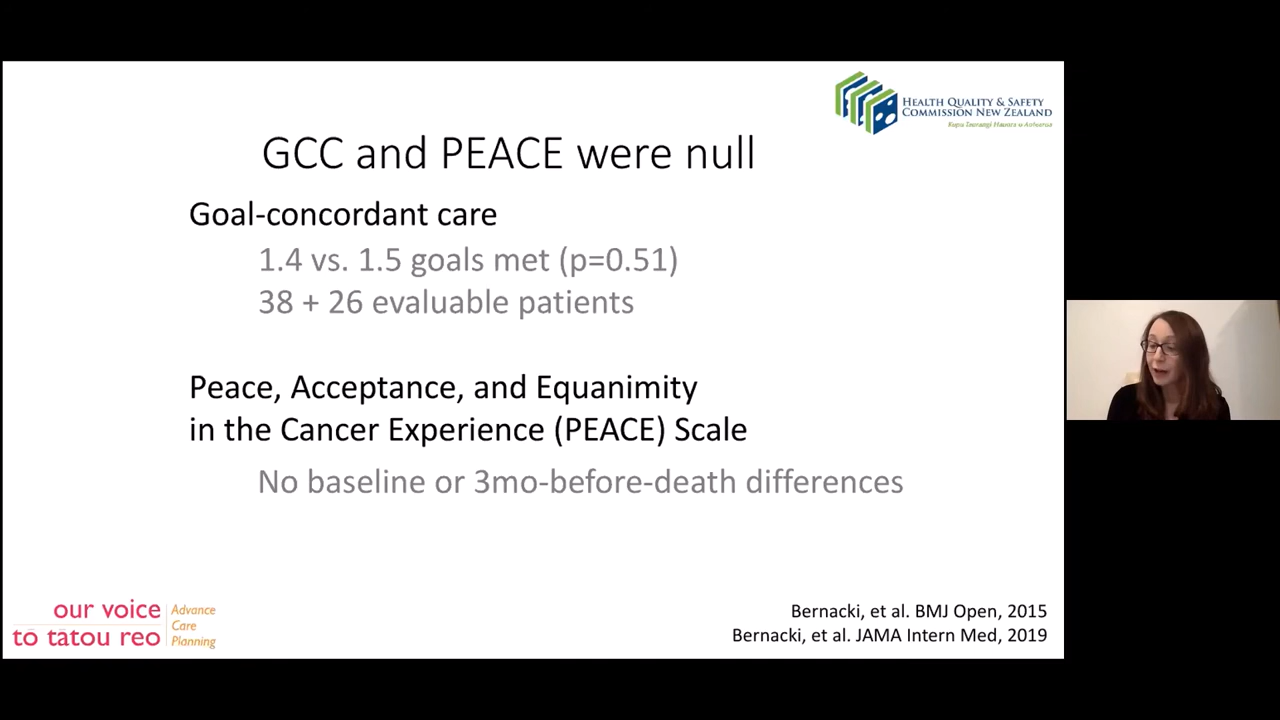 HEALTH QUALITY & SAFETY
COMMISSION NEW ZEALAND
Kupu Taurangi Hauora o Aotearoa
GCC and PEACE were null
Goal-concordant care
1.4 vs. 1.5 goals met (p=0.51)
38 + 26 evaluable patients
Peace, Acceptance, and Equanimity
in the Cancer Experience (PEACE) Scale
No baseline or 3mo-before-death differences
our voice
to tātou reo
Advance
Care
Planning
Bernacki, et al. BMJ Open, 2015
Bernacki, et al. JAMA Intern Med, 2019